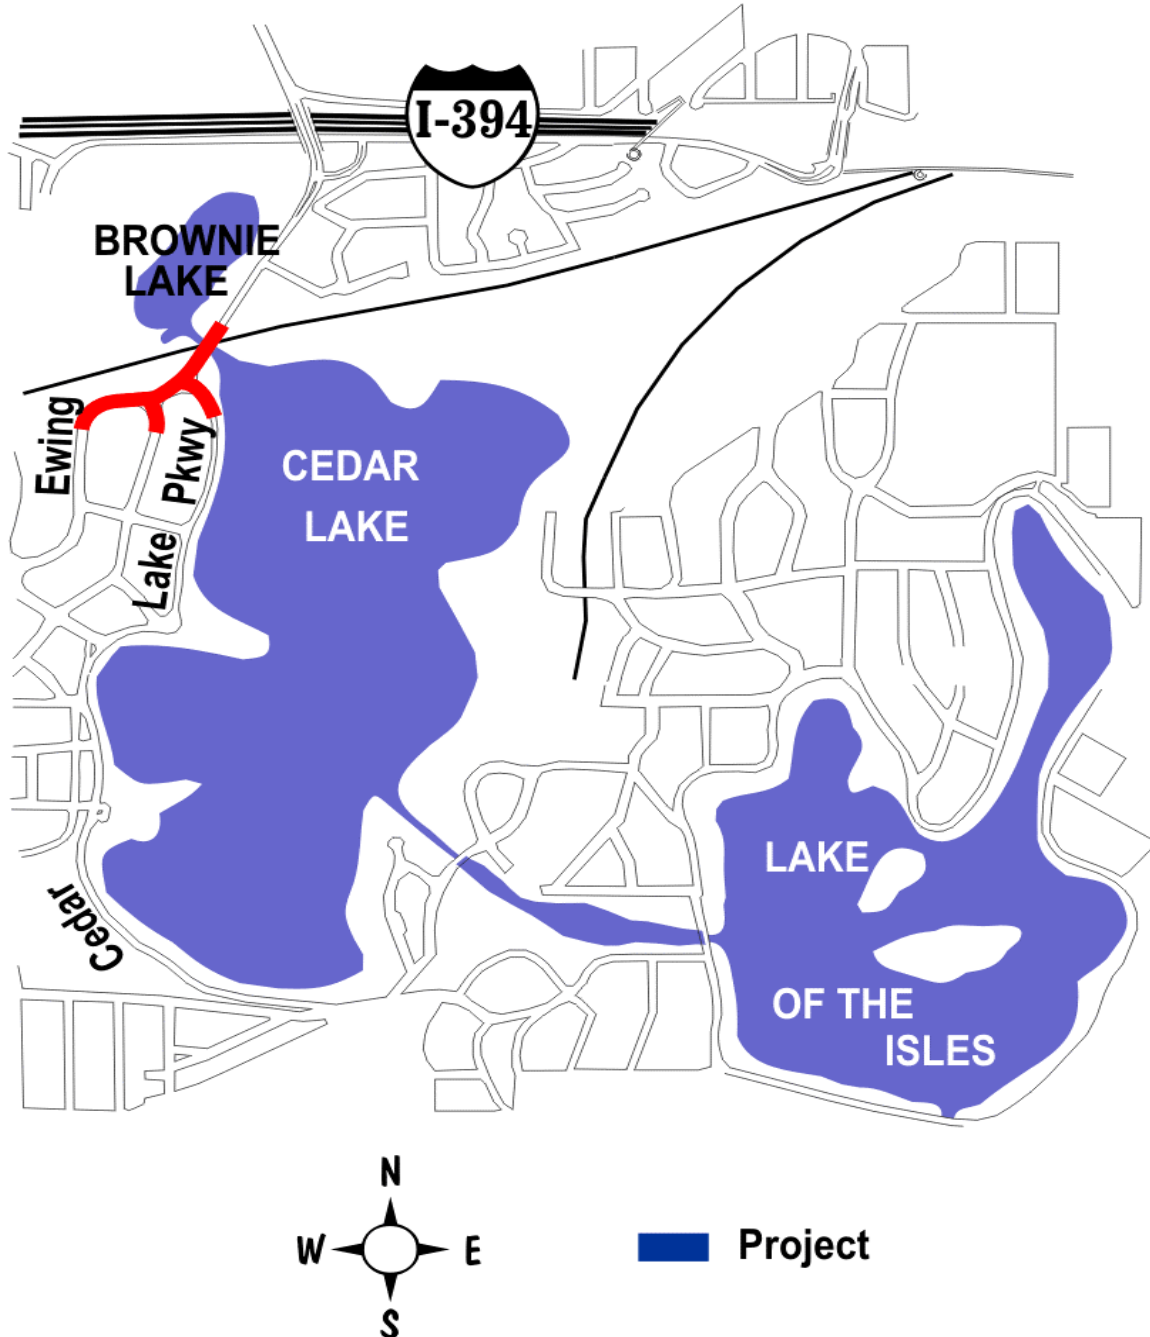 I-394
BROWNIE
LAKE
Ewing
Pkwy
Lake
Cedar
CEDAR
LAKE
LAKE
OF THE
ISLES
N
W E
S
Project